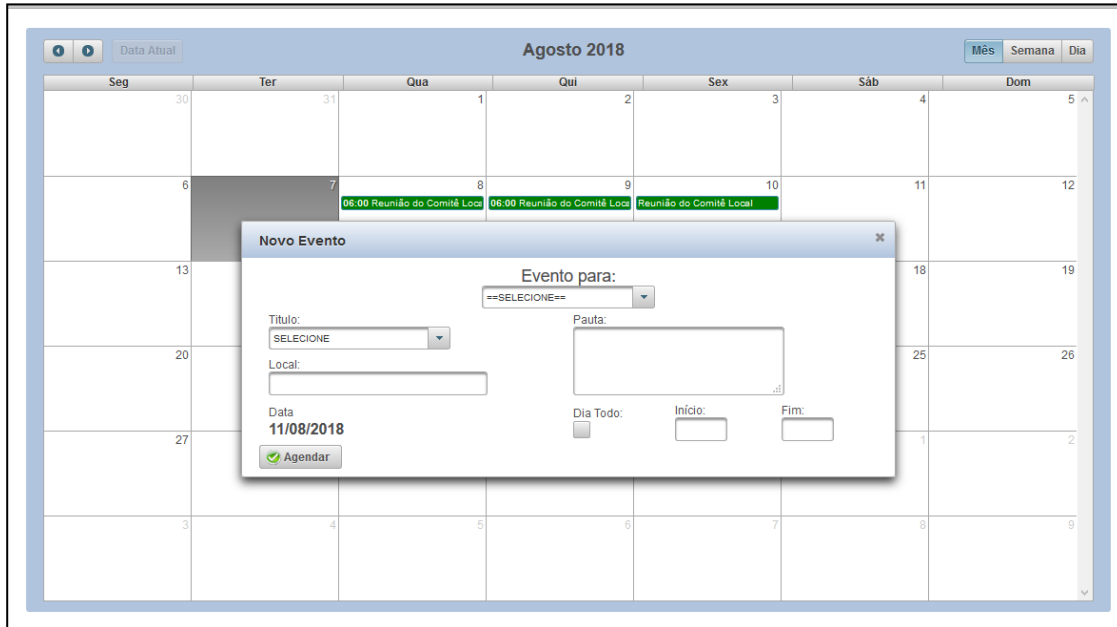 Data Atual Agosto 2018 Mês Semana Dia
Seg Ter Qua Qui Sex Sáb Dom
30 31 1 2 3 4 5
6 7 8 9 10 11 12
06:00 Reunião do Comitê Loca 06:00 Reunião do Comitê Loca Reunião do Comitê Local
Novo Evento
13 18 19
Evento para:
==SELECIONE==
Titulo: Pauta:
SELECIONE
20 25 26
Local:
Data Dia Todo: Início: Fim:
11/08/2018
27 1 2
Agendar
3 4 5 6 7 8 9